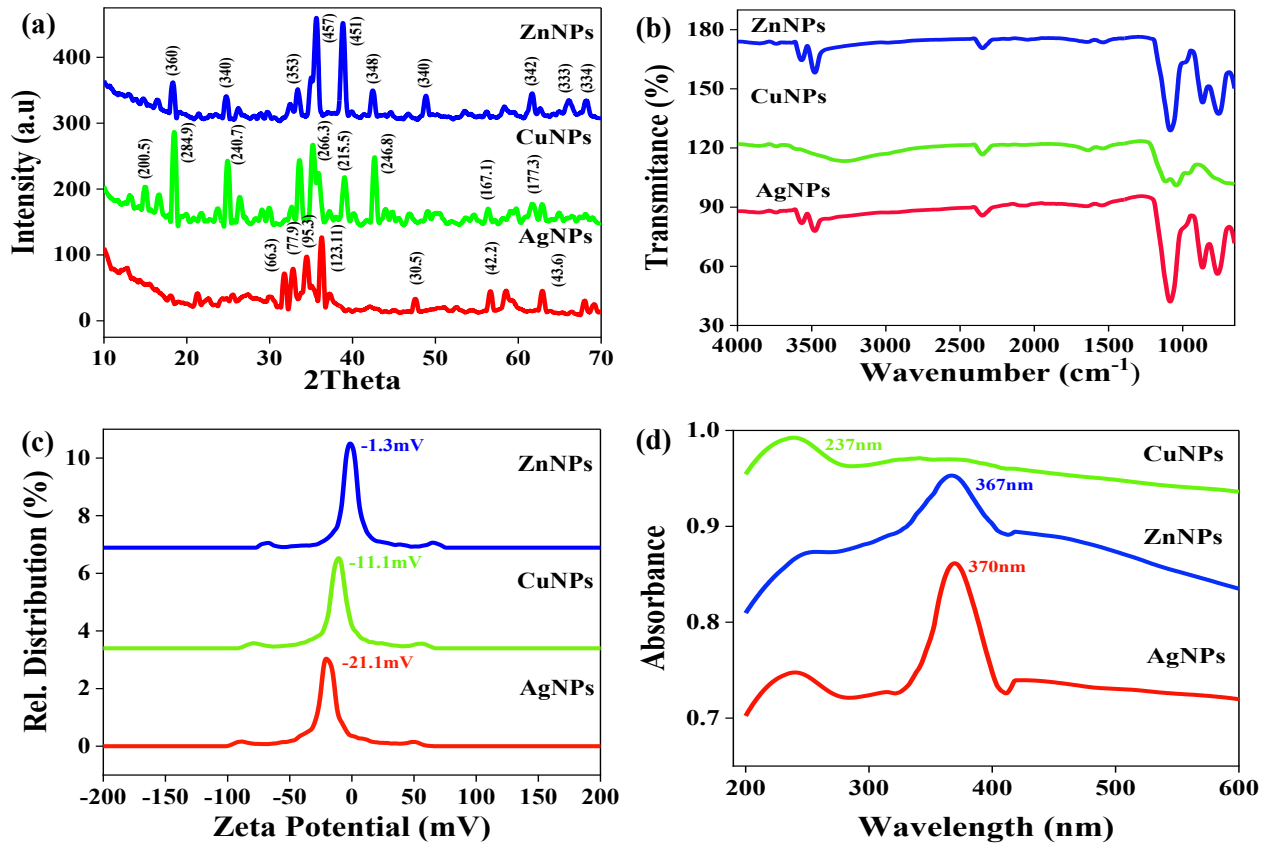 (a)
Intensity (a.u)
400
300
200
100
0
ZnNPs
(360)
(340)
(353)
(457)
(451)
(348)
(340)
(342)
(333)
(334)
CuNPs
(200.5)
(284.9)
(240.7)
(266.3)
(215.5)
(246.8)
(167.1)
(177.3)
AgNPs
(66.3)
(77.9)
(95.3)
(123.11)
(30.5)
(42.2)
(43.6)
10 20 30 40 50 60 70
2Theta
(b)
Transmitance (%)
180
150
120
90
60
30
ZnNPs
CuNPs
AgNPs
4000 3500 3000 2500 2000 1500 1000
Wavenumber (cm⁻¹)
(c)
Rel. Distribution (%)
10
8
6
4
2
0
-1.3mV
ZnNPs
-11.1mV
CuNPs
-21.1mV
AgNPs
-200 -150 -100 -50 0 50 100 150 200
Zeta Potential (mV)
(d)
Absorbance
1.0
0.9
0.8
0.7
237nm
CuNPs
367nm
ZnNPs
370nm
AgNPs
200 300 400 500 600
Wavelength (nm)